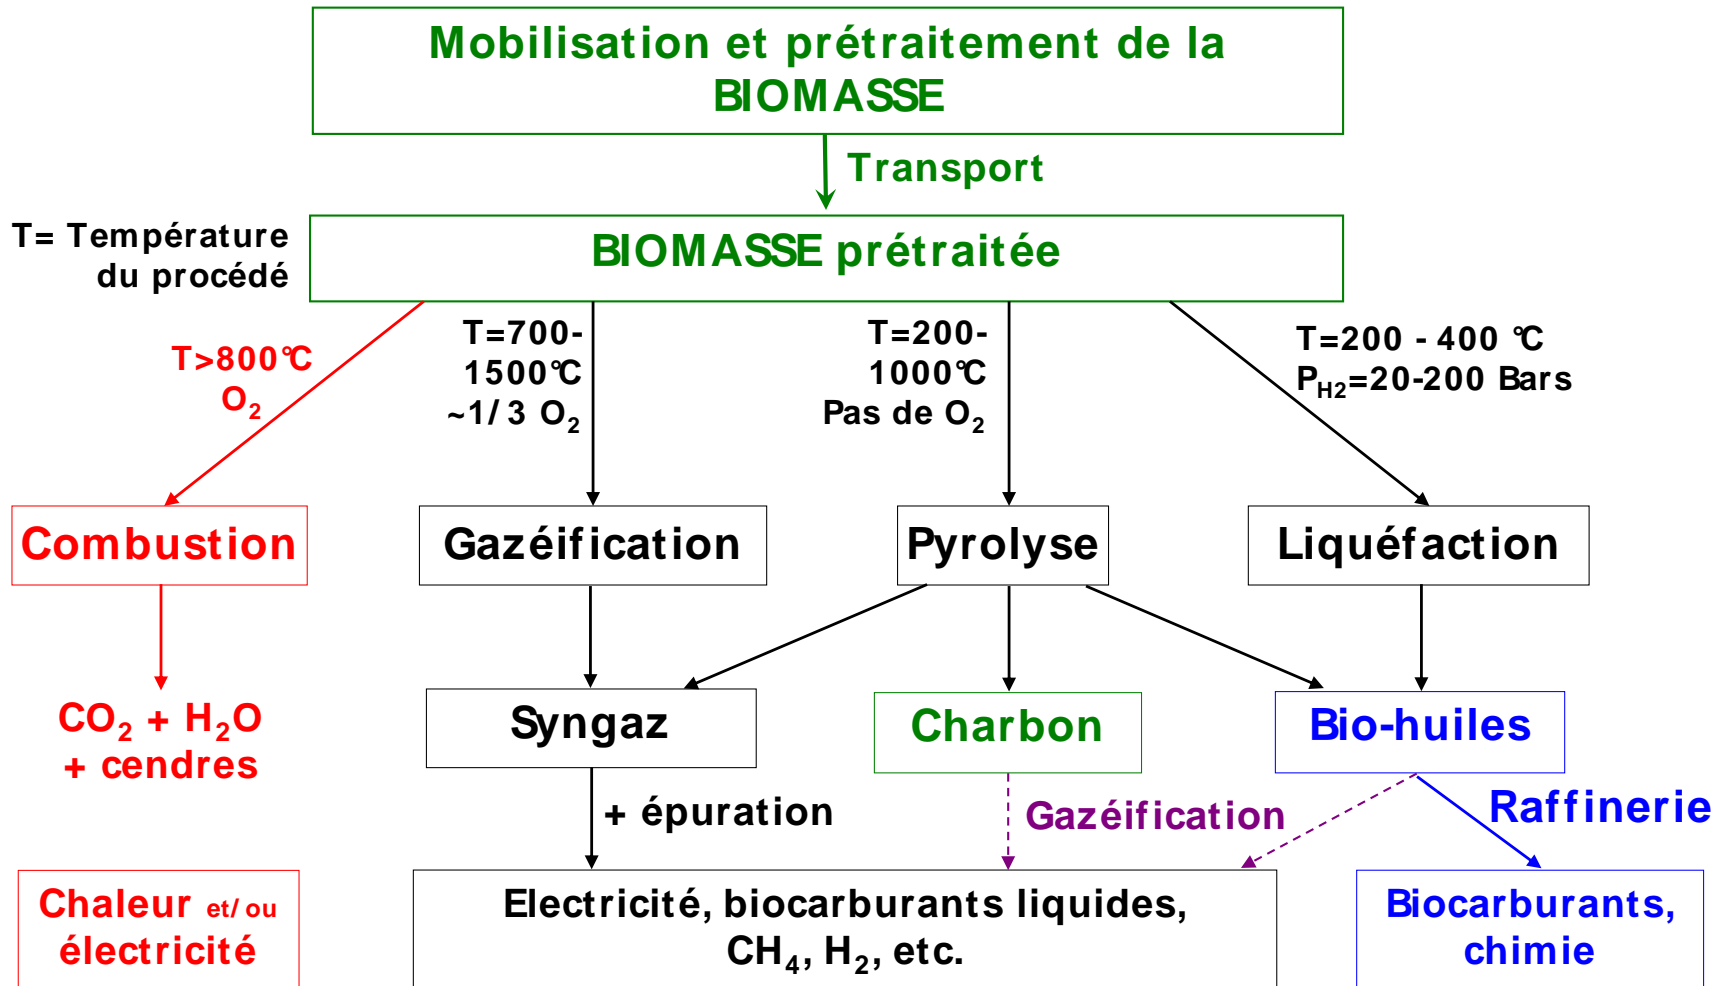 Mobilisation et prétraitement de la
BIOMASSE
Transport
T= Température
du procédé
BIOMASSE prétraitée
T>800°C
O₂
T=700-
1500°C
~1/3 O₂
T=200-
1000°C
Pas de O₂
T=200 - 400 °C
P_H2=20-200 Bars
Combustion
Gazéification
Pyrolyse
Liquéfaction
CO₂ + H₂O
+ cendres
Syngaz
Charbon
Bio-huiles
+ épuration
Gazéification
Raffinerie
Chaleur et/ou
électricité
Electricité, biocarburants liquides,
CH₄, H₂, etc.
Biocarburants,
chimie